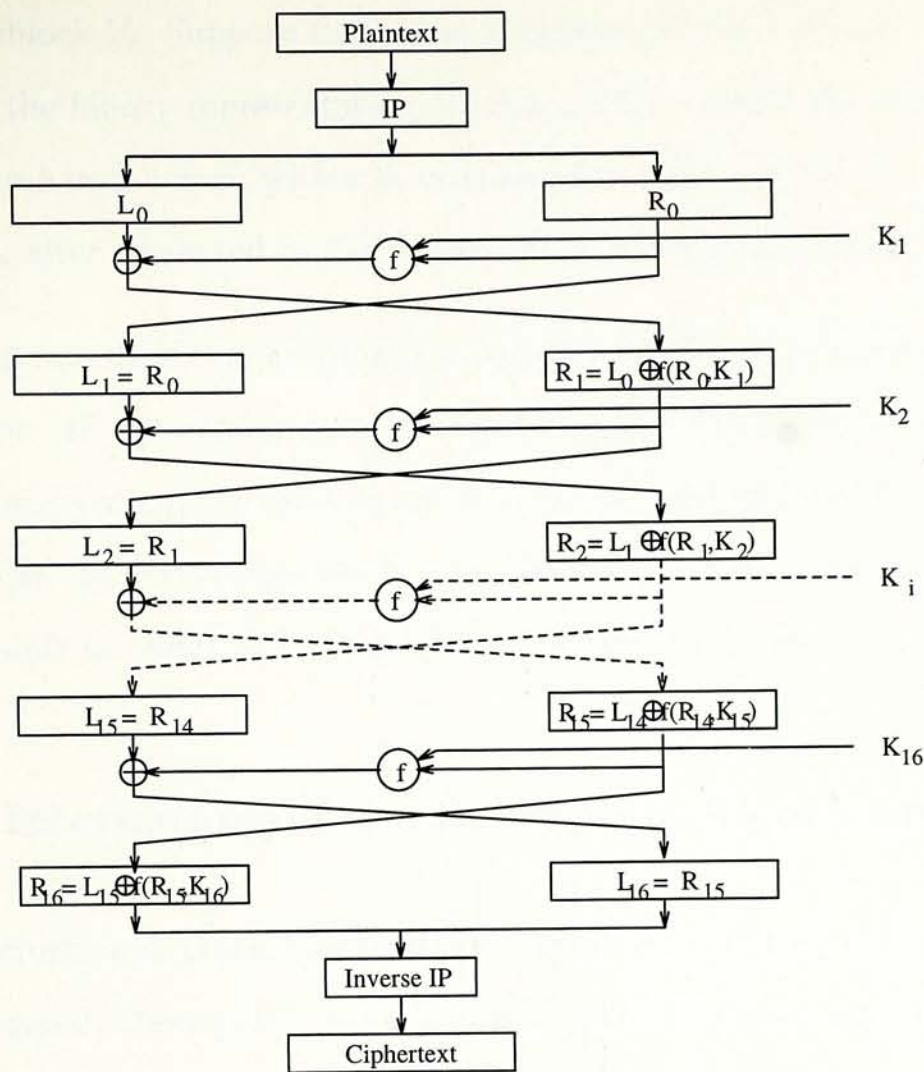 Plaintext
IP
L₀ R₀
K₁
⊕ f
L₁ = R₀ R₁ = L₀ ⊕ f(R₀,K₁)
K₂
⊕ f
L₂ = R₁ R₂ = L₁ ⊕ f(R₁,K₂)
K i
⊕ f
L₁₅ = R₁₄ R₁₅ = L₁₄ ⊕ f(R₁₄,K₁₅)
K₁₆
⊕ f
R₁₆ = L₁₅ ⊕ f(R₁₅,K₁₆) L₁₆ = R₁₅
Inverse IP
Ciphertext